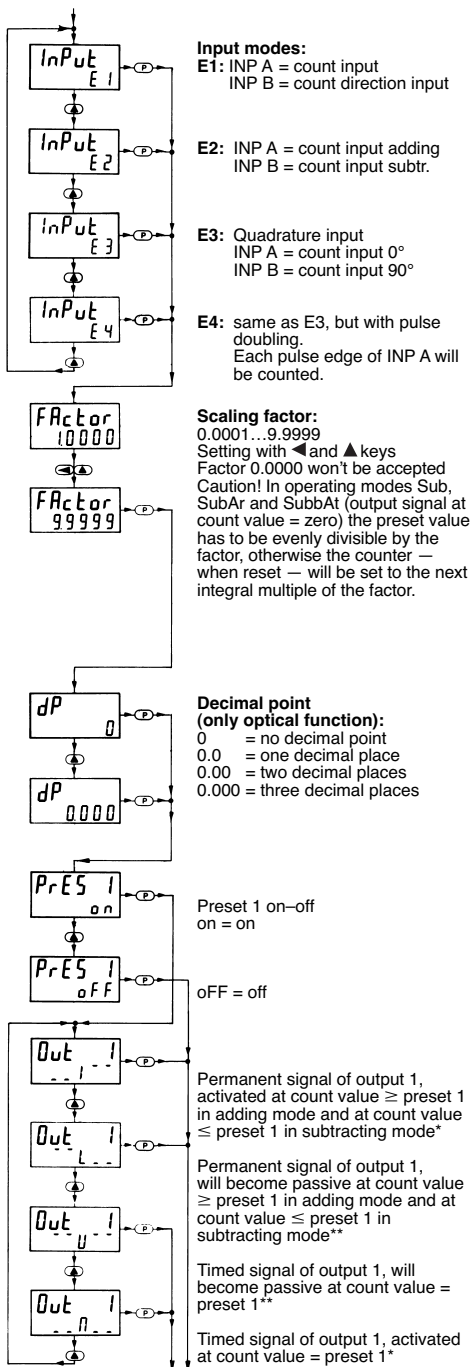 InPut
E 1
P
Input modes:
E1: INP A = count input
INP B = count direction input
InPut
E 2
P
E2: INP A = count input adding
INP B = count input subtr.
InPut
E 3
P
E3: Quadrature input
INP A = count input 0°
INP B = count input 90°
InPut
E 4
P
E4: same as E3, but with pulse
doubling.
Each pulse edge of INP A will
be counted.
FActor
1.0000
FActor
9.9999
P
Scaling factor:
0.0001…9.9999
Setting with ◀ and ▲ keys
Factor 0.0000 won't be accepted
Caution! In operating modes Sub,
SubAr and SubbAt (output signal at
count value = zero) the preset value
has to be evenly divisible by the
factor, otherwise the counter —
when reset — will be set to the next
integral multiple of the factor.
dP
0
P
dP
0.000
P
Decimal point
(only optical function):
0 = no decimal point
0.0 = one decimal place
0.00 = two decimal places
0.000 = three decimal places
PrES 1
on
P
Preset 1 on–off
on = on
PrES 1
oFF
P
oFF = off
Out 1
P
Permanent signal of output 1,
activated at count value ≥ preset 1
in adding mode and at count value
≤ preset 1 in subtracting mode*
Out 1
P
Permanent signal of output 1,
will become passive at count value
≥ preset 1 in adding mode and at
count value ≤ preset 1 in
subtracting mode**
Out 1
P
Timed signal of output 1, will
become passive at count value =
preset 1**
Out 1
P
Timed signal of output 1, activated
at count value = preset 1*